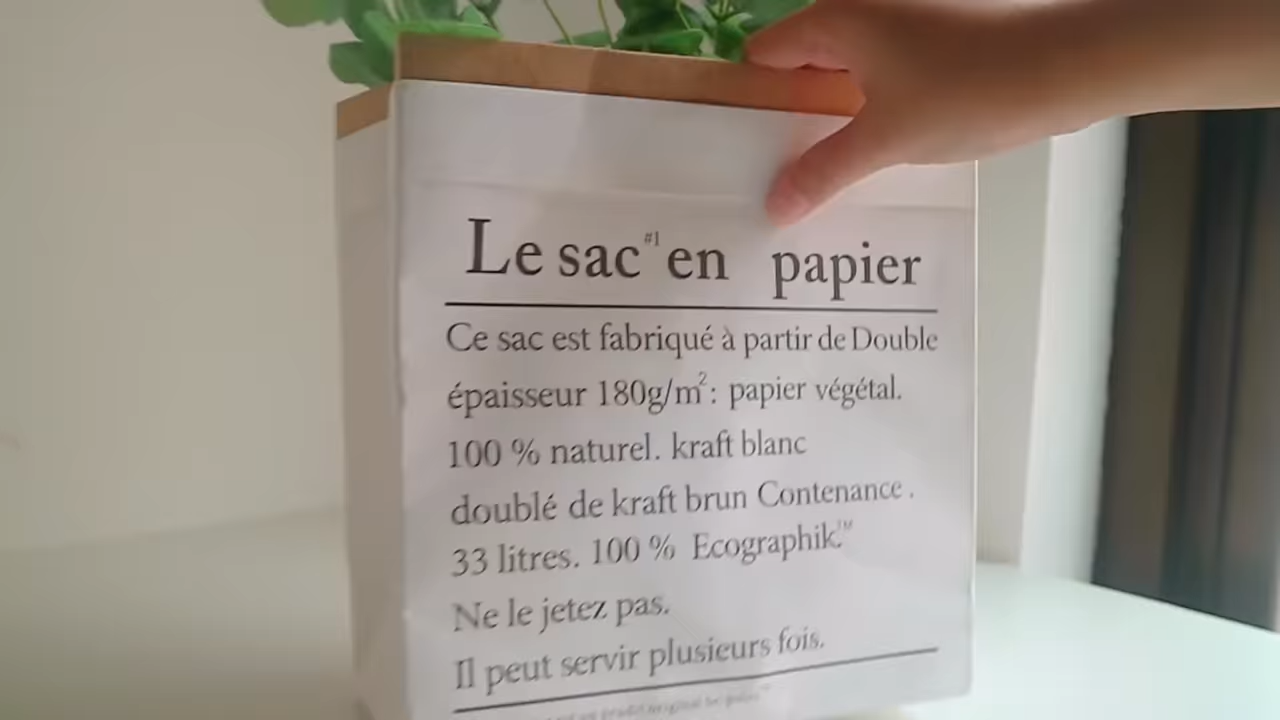 Le sac #1 en papier
Ce sac est fabriqué à partir de Double
épaisseur 180g/m²: papier végétal.
100 % naturel. kraft blanc
doublé de kraft brun Contenance.
33 litres. 100 % Ecographik.™
Ne le jetez pas.
Il peut servir plusieurs fois.